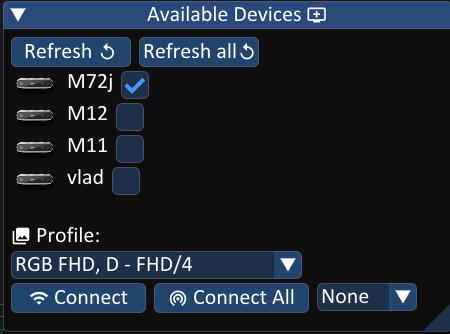 Available Devices
Refresh Refresh all
M72j
M12
M11
vlad
Profile:
RGB FHD, D - FHD/4
Connect Connect All None